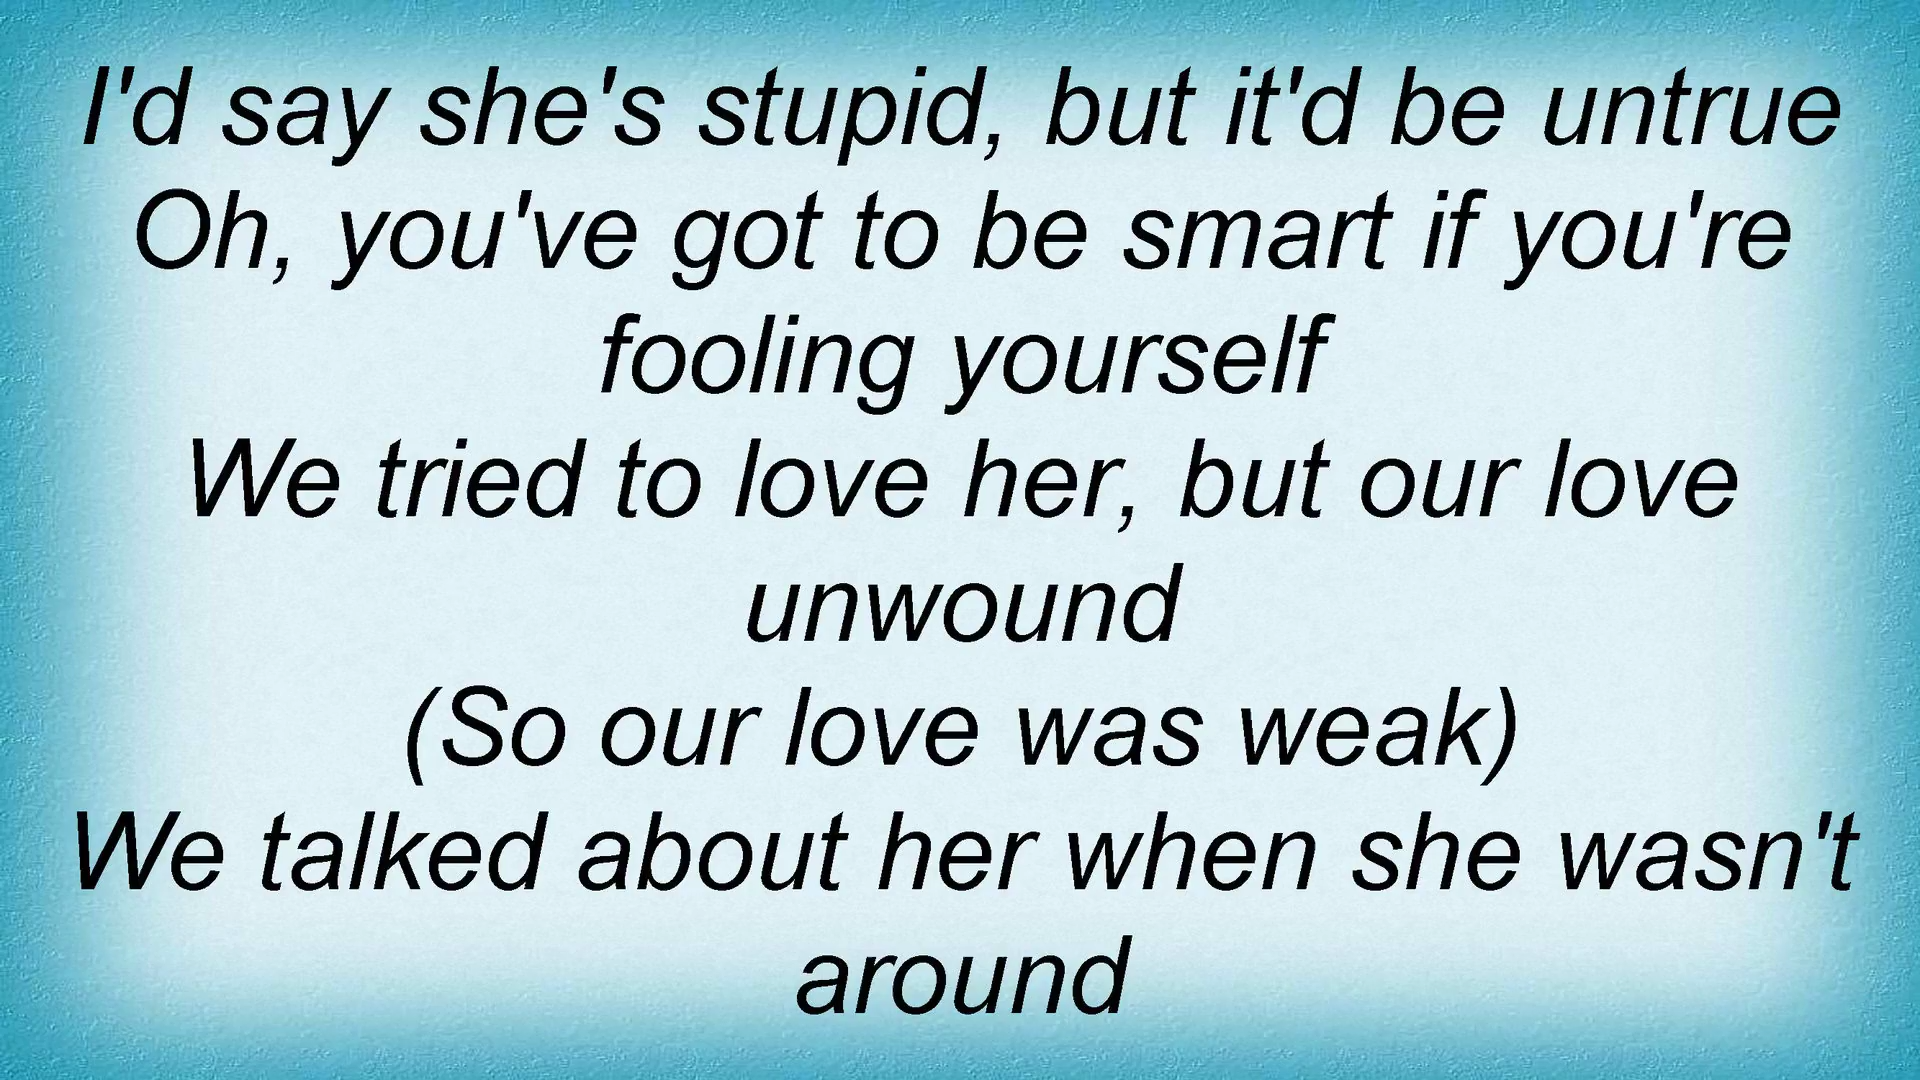 I'd say she's stupid, but it'd be untrue
Oh, you've got to be smart if you're
fooling yourself
We tried to love her, but our love
unwound
(So our love was weak)
We talked about her when she wasn't
around